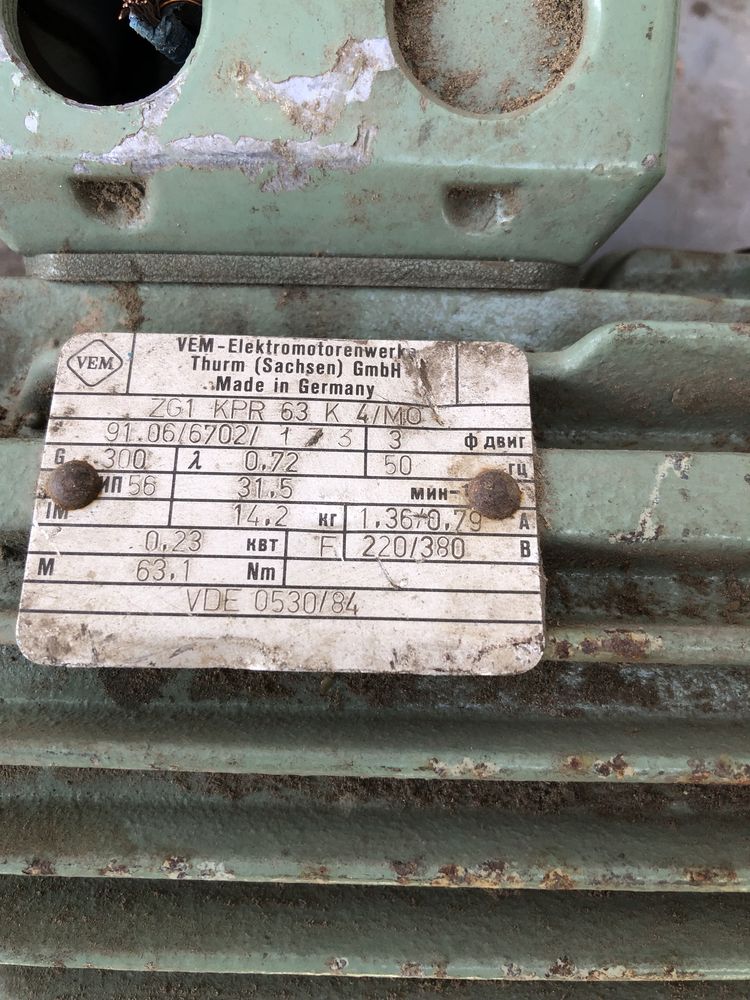 VEM
VEM-Elektromotorenwerke
Thurm (Sachsen) GmbH
Made in Germany
ZG1 KPR 63 K 4/MO
91.06/6702/ 3 3 ф двиг
G 300 λ 0,72 50 гц
ИП 56 31,5 мин-
IM 14,2 кг 1,36/0,79 A
0,23 квт F 220/380 В
M 63,1 Nm
VDE 0530/84